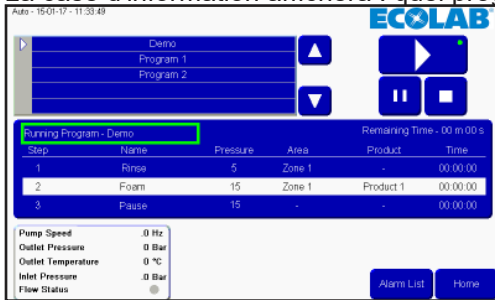 Auto - 15-01-17 - 11:33:49
ECOLAB
Demo
Program 1
Program 2
Running Program - Demo
Remaining Time - 00 m 00 s
Step Name Pressure Area Product Time
1 Rinse 5 Zone 1 - 00:00:00
2 Foam 15 Zone 1 Product 1 00:00:00
3 Pause 15 - - 00:00:00
Pump Speed .0 Hz
Outlet Pressure 0 Bar
Outlet Temperature 0 °C
Inlet Pressure .0 Bar
Flow Status
Alarm List Home